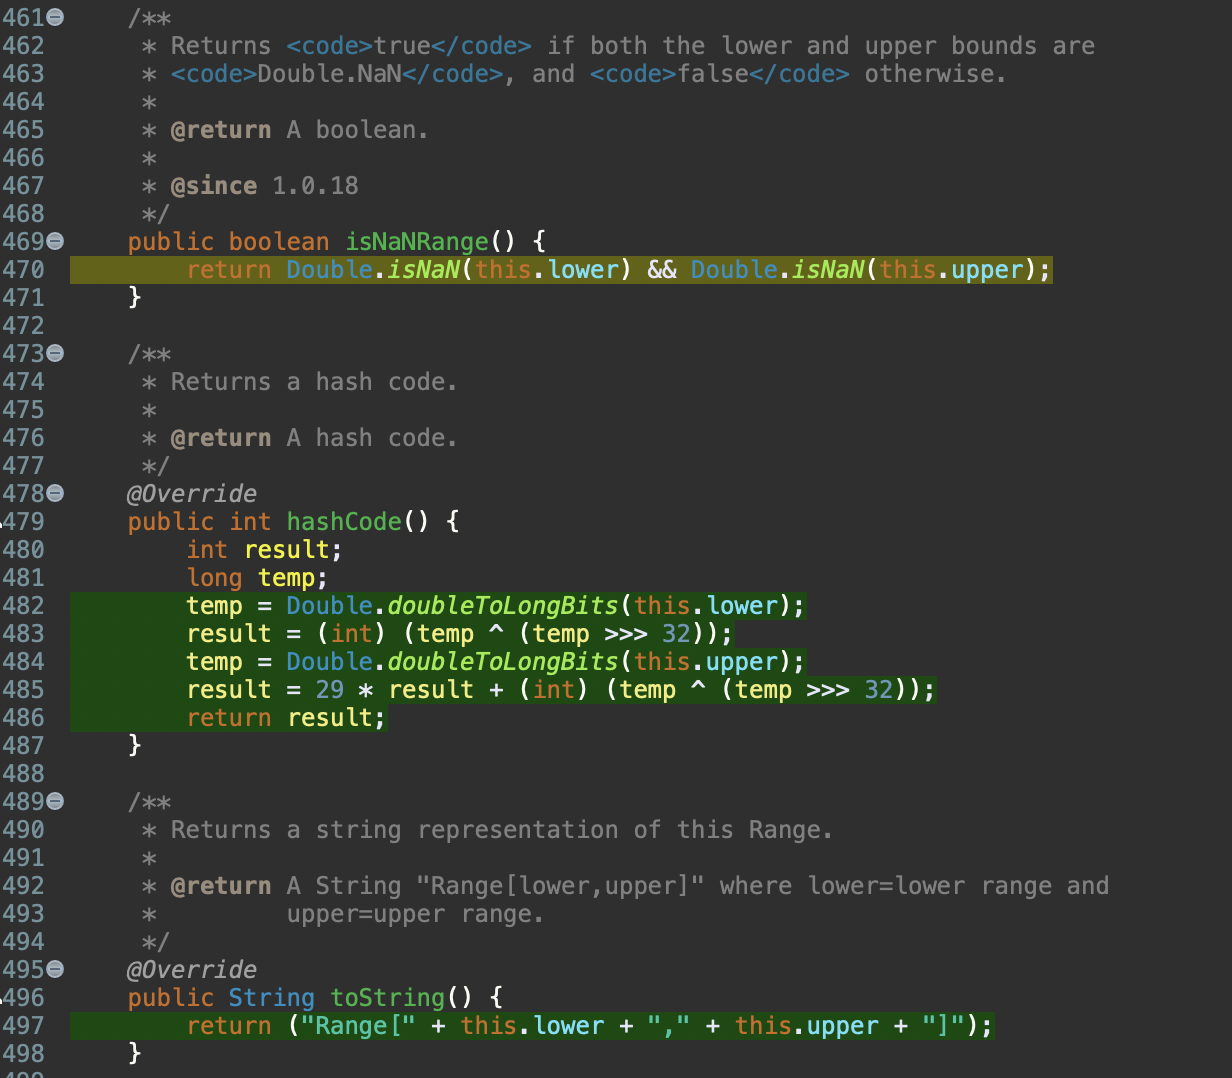 461 /**
462 * Returns <code>true</code> if both the lower and upper bounds are
463 * <code>Double.NaN</code>, and <code>false</code> otherwise.
464 *
465 * @return A boolean.
466 *
467 * @since 1.0.18
468 */
469 public boolean isNaNRange() {
470 return Double.isNaN(this.lower) && Double.isNaN(this.upper);
471 }
472
473 /**
474 * Returns a hash code.
475 *
476 * @return A hash code.
477 */
478 @Override
479 public int hashCode() {
480 int result;
481 long temp;
482 temp = Double.doubleToLongBits(this.lower);
483 result = (int) (temp ^ (temp >>> 32));
484 temp = Double.doubleToLongBits(this.upper);
485 result = 29 * result + (int) (temp ^ (temp >>> 32));
486 return result;
487 }
488
489 /**
490 * Returns a string representation of this Range.
491 *
492 * @return A String "Range[lower,upper]" where lower=lower range and
493 * upper=upper range.
494 */
495 @Override
496 public String toString() {
497 return ("Range[" + this.lower + "," + this.upper + "]");
498 }